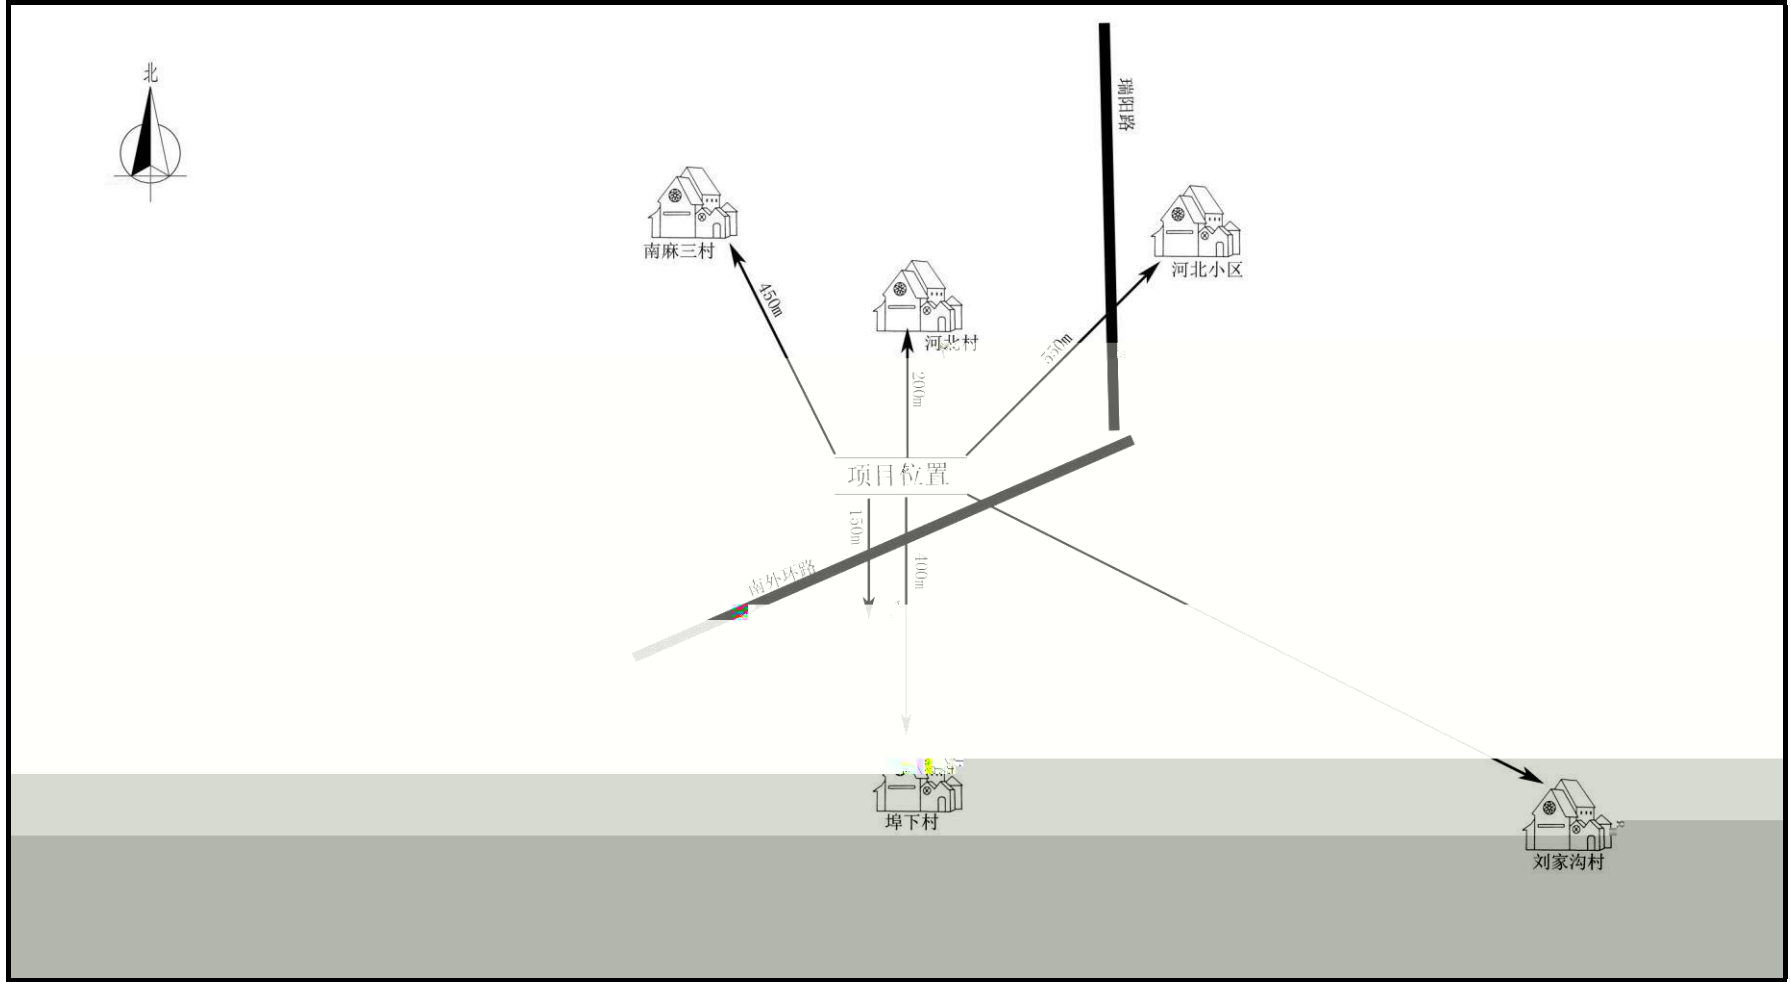 北
瑞阳路
南麻三村
河北小区
450m
河北村
550m
200m
项目位置
150m
400m
南外环路
埠下村
刘家沟村